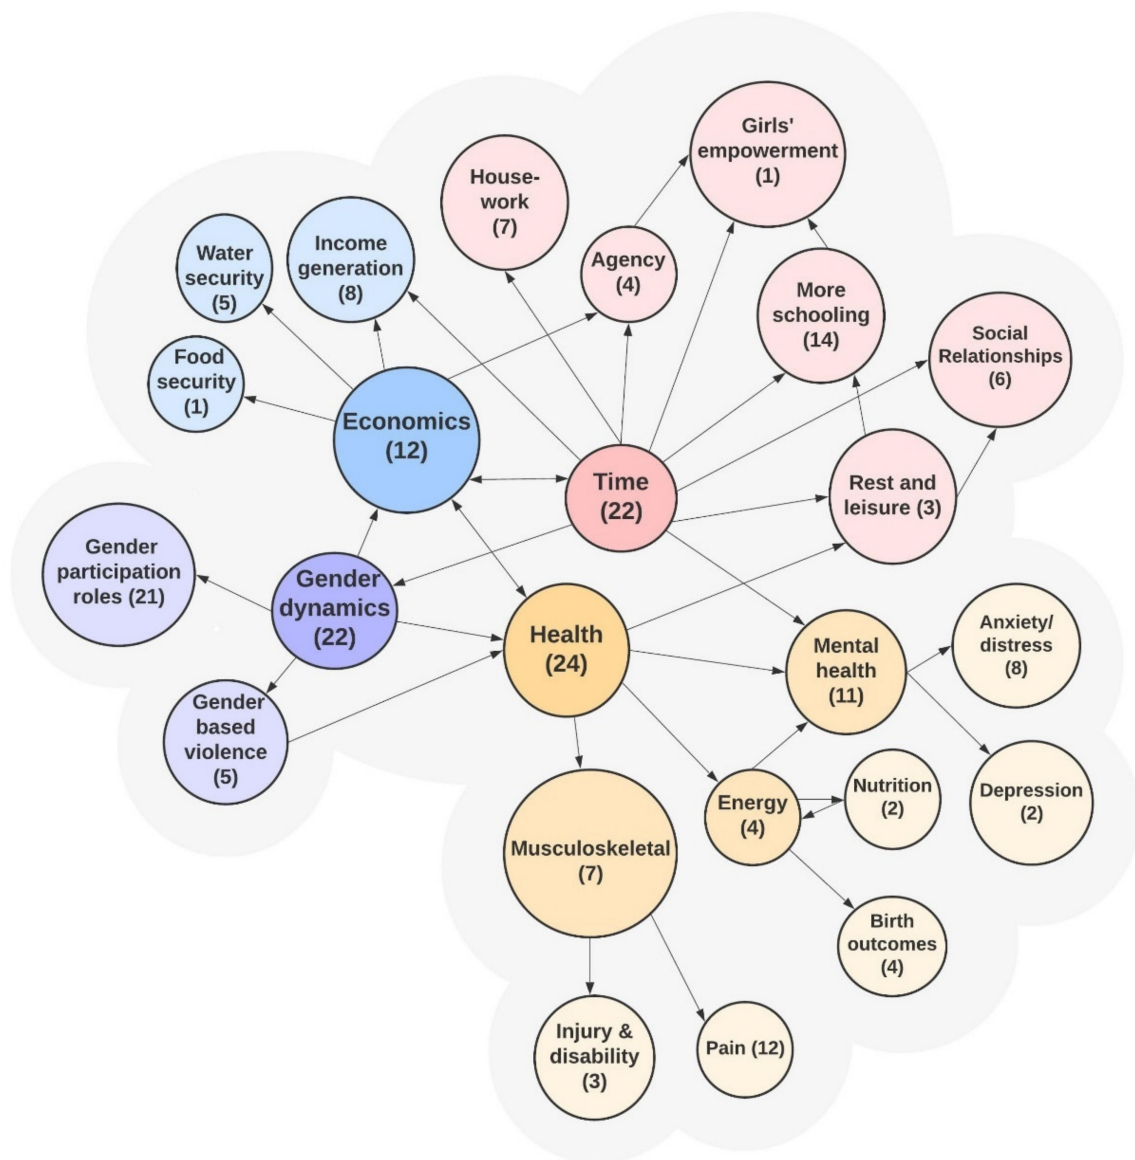 Girls'
empowerment
(1)
House-
work
(7)
Agency
(4)
Water
security
(5)
Income
generation
(8)
More
schooling
(14)
Social
Relationships
(6)
Food
security
(1)
Economics
(12)
Time
(22)
Rest and
leisure (3)
Gender
participation
roles (21)
Gender
dynamics
(22)
Health
(24)
Mental
health
(11)
Anxiety/
distress
(8)
Gender
based
violence
(5)
Musculoskeletal
(7)
Energy
(4)
Nutrition
(2)
Depression
(2)
Birth
outcomes
(4)
Injury &
disability
(3)
Pain (12)